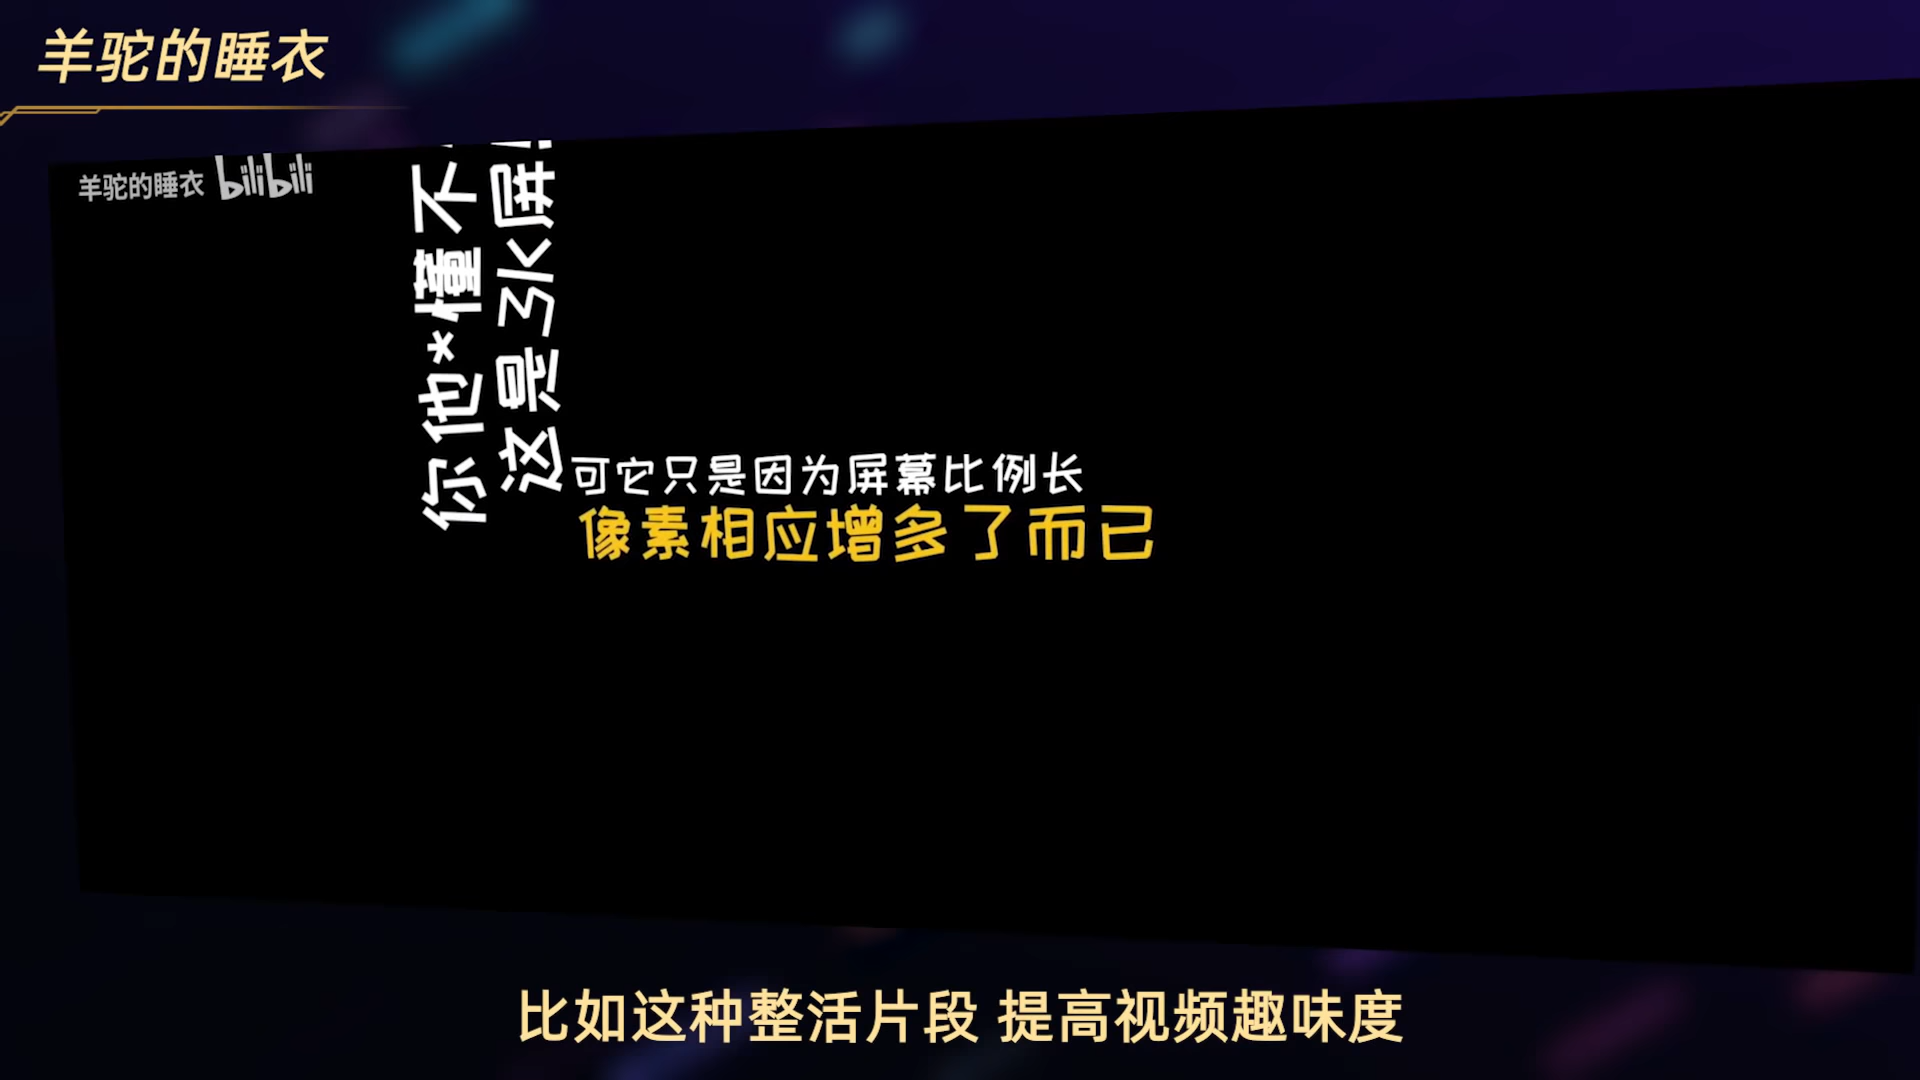 羊驼的睡衣
羊驼的睡衣 bilibili
你他*懂不
这是张屏
可它只是因为屏幕比例长
像素相应增多了而已
比如这种整活片段 提高视频趣味度